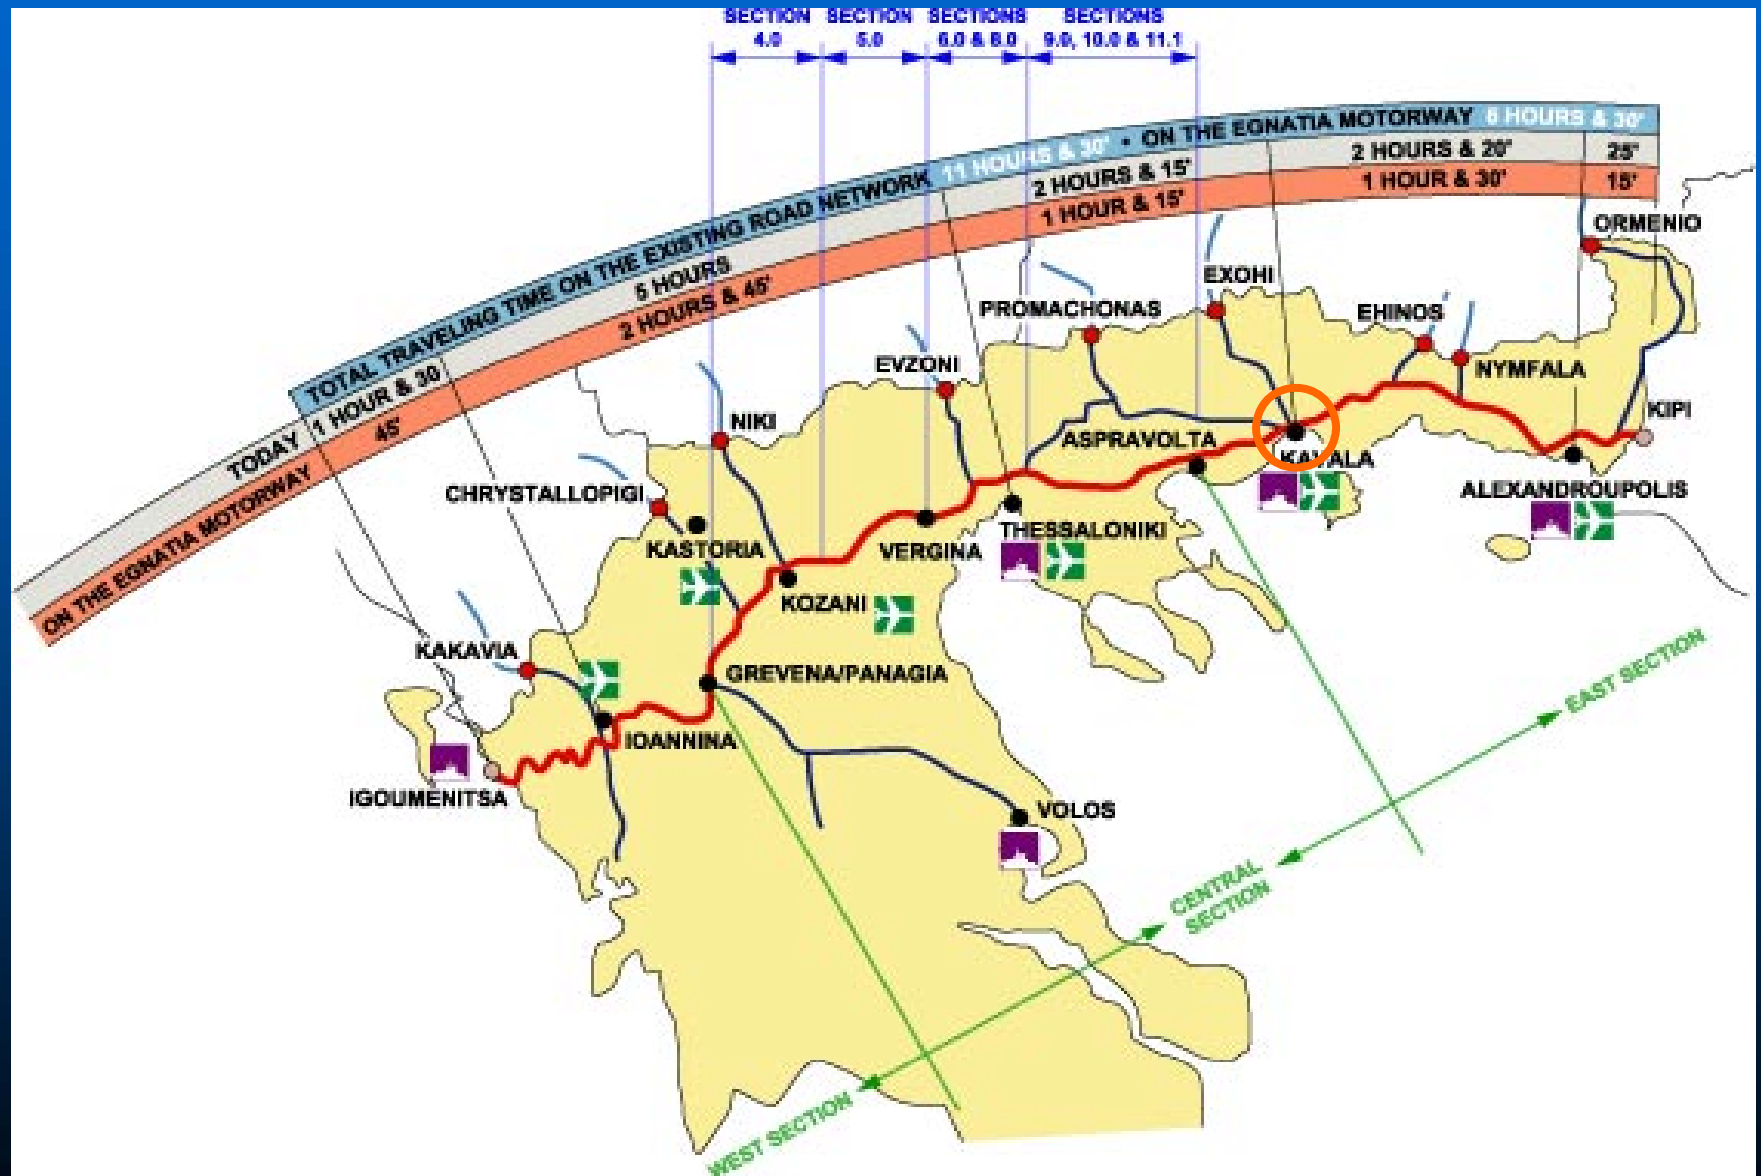 SECTION 4.0
SECTION 5.0
SECTIONS 6.0 & 8.0
SECTIONS 9.0, 10.0 & 11.1
TOTAL TRAVELING TIME ON THE EXISTING ROAD NETWORK 11 HOURS & 30' • ON THE EGNATIA MOTORWAY 6 HOURS & 30'
TODAY
1 HOUR & 30
5 HOURS
2 HOURS & 15'
2 HOURS & 20'
25'
ON THE EGNATIA MOTORWAY
45'
2 HOURS & 45'
1 HOUR & 15'
1 HOUR & 30'
15'
ORMENIO
EXOHI
PROMACHONAS
EHINOS
EVZONI
NYMFALA
NIKI
KIPI
ASPRAVOLTA
KAVALA
CHRYSTALLOPIGI
ALEXANDROUPOLIS
THESSALONIKI
KASTORIA
VERGINA
KOZANI
KAKAVIA
GREVENA/PANAGIA
IOANNINA
IGOUMENITSA
VOLOS
EAST SECTION
CENTRAL
SECTION
WEST SECTION